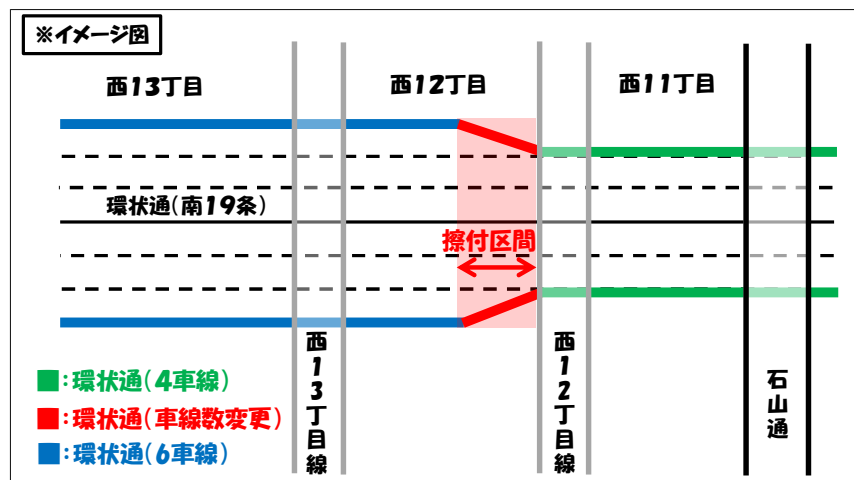 ※イメージ図
西13丁目
西12丁目
西11丁目
環状通(南19条)
擦付区間
西13丁目線
西12丁目線
石山通
■:環状通(4車線)
■:環状通(車線数変更)
■:環状通(6車線)